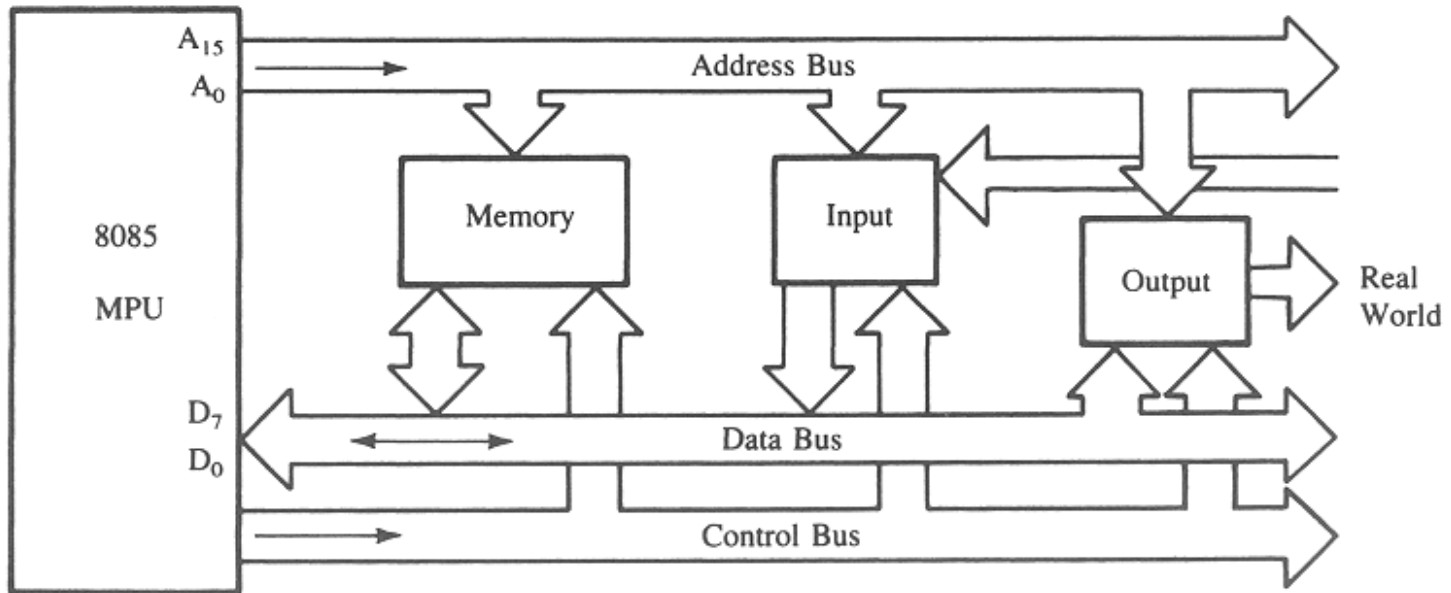 A15
Address Bus
A0
Memory
Input
8085
MPU
Output
Real
World
D7
Data Bus
D0
Control Bus